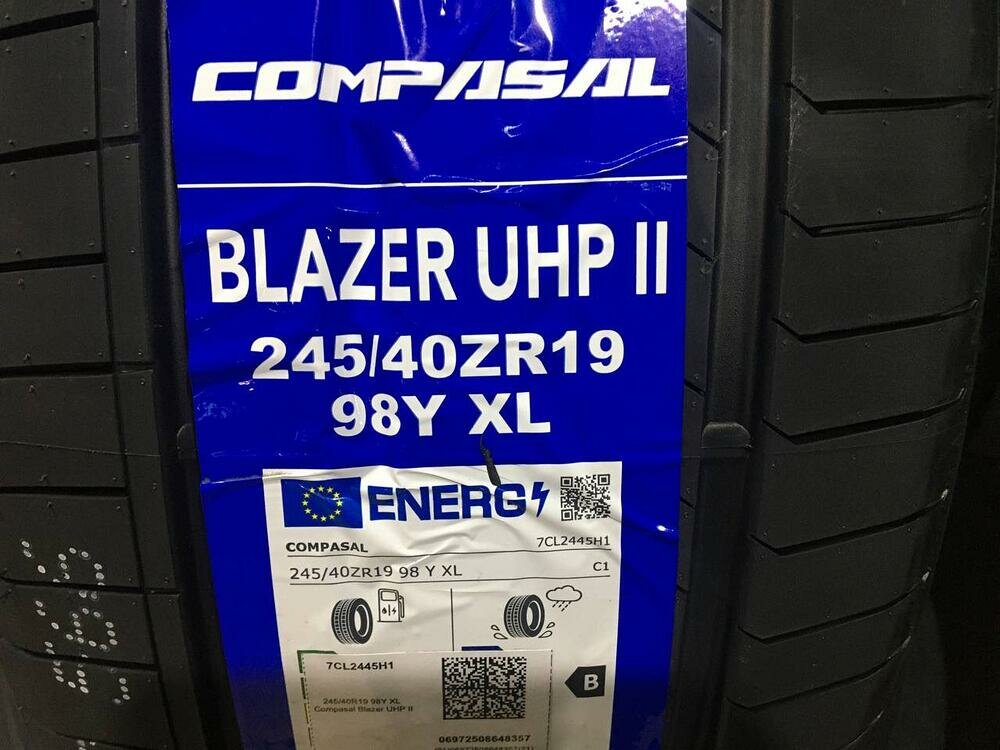 COMPASAL
BLAZER UHP II
245/40ZR19
98Y XL
ENERG
COMPASAL
7CL2445H1
245/40ZR19 98 Y XL
C1
7CL2445H1
245/40R19 98Y XL
Compasal Blazer UHP II
06972508648357
B